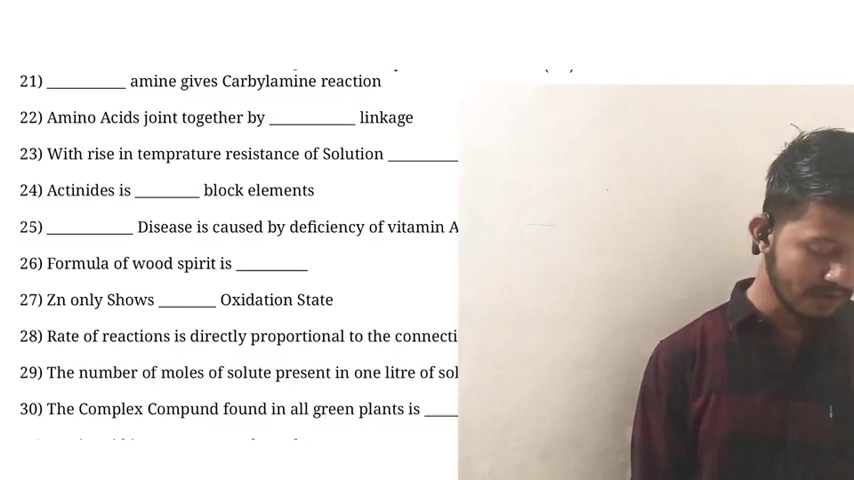 21) __________ amine gives Carbylamine reaction
22) Amino Acids joint together by ___________ linkage
23) With rise in temprature resistance of Solution _________
24) Actinides is ________ block elements
25) ___________ Disease is caused by deficiency of vitamin A
26) Formula of wood spirit is _________
27) Zn only Shows _______ Oxidation State
28) Rate of reactions is directly proportional to the
29) The number of moles of solute present in one litre of
30) The Complex Compund found in all green plants is ____